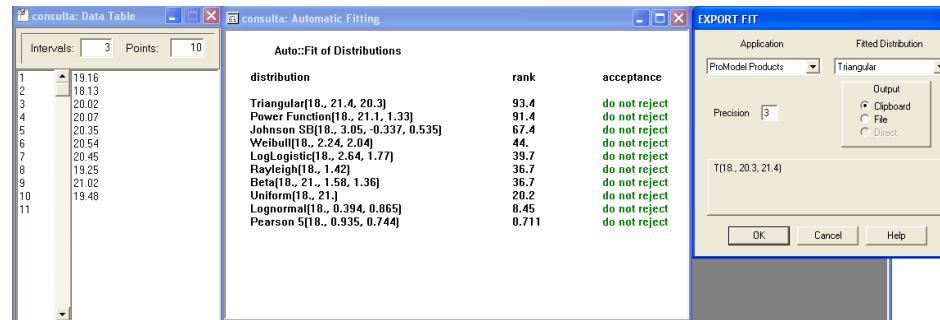 consulta: Data Table
Intervals: 3 Points: 10
1 19.16
2 18.13
3 20.02
4 20.07
5 20.35
6 20.54
7 20.45
8 19.25
9 21.02
10 19.48
11
consulta: Automatic Fitting
Auto::Fit of Distributions
distribution rank acceptance
Triangular(18., 21.4, 20.3) 93.4 do not reject
Power Function(18., 21.1, 1.33) 91.4 do not reject
Johnson SB(18., 3.05, -0.337, 0.535) 67.4 do not reject
Weibull(18., 2.24, 2.04) 44. do not reject
LogLogistic(18., 2.64, 1.77) 39.7 do not reject
Rayleigh(18., 1.42) 36.7 do not reject
Beta(18., 21., 1.58, 1.36) 36.7 do not reject
Uniform(18., 21.) 20.2 do not reject
Lognormal(18., 0.394, 0.865) 8.45 do not reject
Pearson 5(18., 0.935, 0.744) 0.711 do not reject
EXPORT FIT
Application Fitted Distribution
ProModel Products Triangular
Precision 3
Output
Clipboard
File
Direct
T(18., 20.3, 21.4)
OK Cancel Help